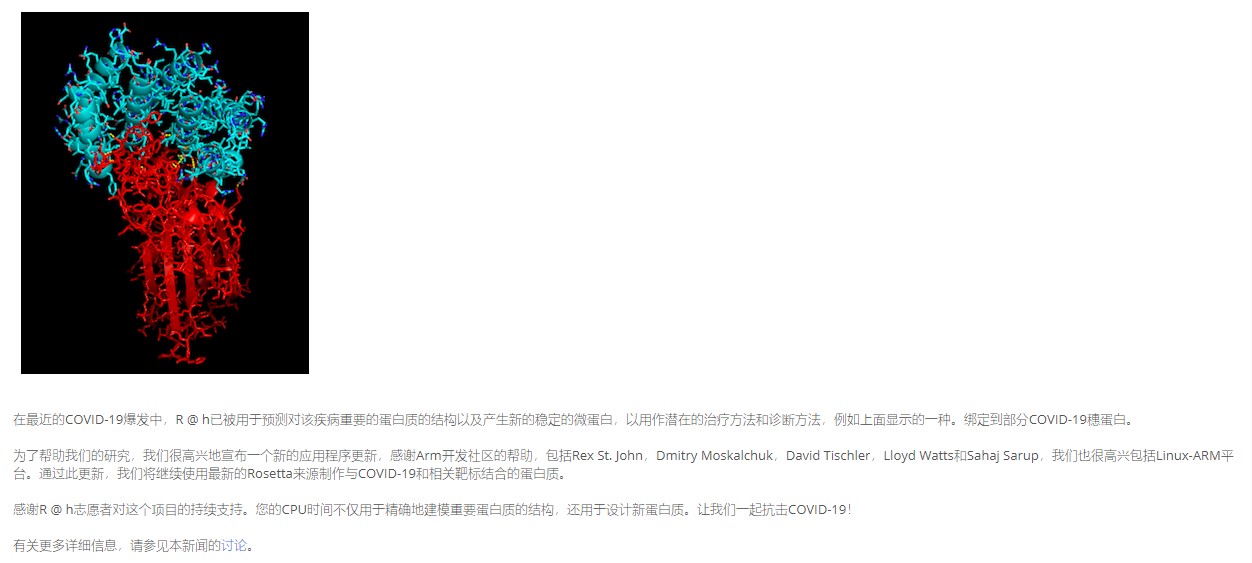 在最近的COVID-19爆发中，R @ h已被用于预测对该疾病重要的蛋白质的结构以及产生新的稳定的微蛋白，以用作潜在的治疗方法和诊断方法，例如上面显示的一种。绑定到部分COVID-19穗蛋白。
为了帮助我们的研究，我们很高兴地宣布一个新的应用程序更新，感谢Arm开发社区的帮助，包括Rex St. John，Dmitry Moskalchuk，David Tischler，Lloyd Watts和Sahaj Sarup，我们也很高兴包括Linux-ARM平
台。通过此更新，我们将继续使用最新的Rosetta来源制作与COVID-19和相关靶标结合的蛋白质。
感谢R @ h志愿者对这个项目的持续支持。您的CPU时间不仅用于精确地建模重要蛋白质的结构，还用于设计新蛋白质。让我们一起抗击COVID-19！
有关更多详细信息，请参见本新闻的讨论。